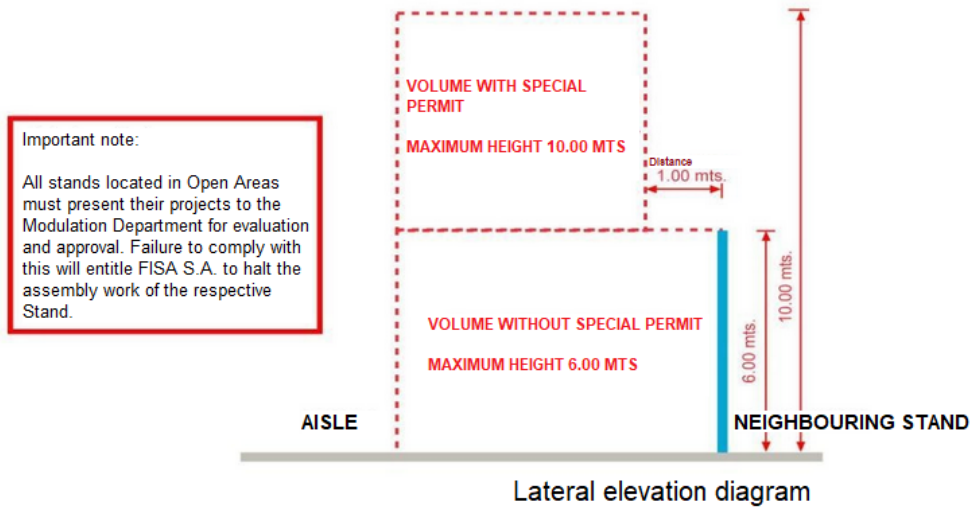 Important note:
All stands located in Open Areas
must present their projects to the
Modulation Department for evaluation
and approval. Failure to comply with
this will entitle FISA S.A. to halt the
assembly work of the respective
Stand.
VOLUME WITH SPECIAL
PERMIT
MAXIMUM HEIGHT 10.00 MTS
Distance
1.00 mts.
VOLUME WITHOUT SPECIAL PERMIT
MAXIMUM HEIGHT 6.00 MTS
6.00 mts.
10.00 mts.
AISLE
NEIGHBOURING STAND
Lateral elevation diagram